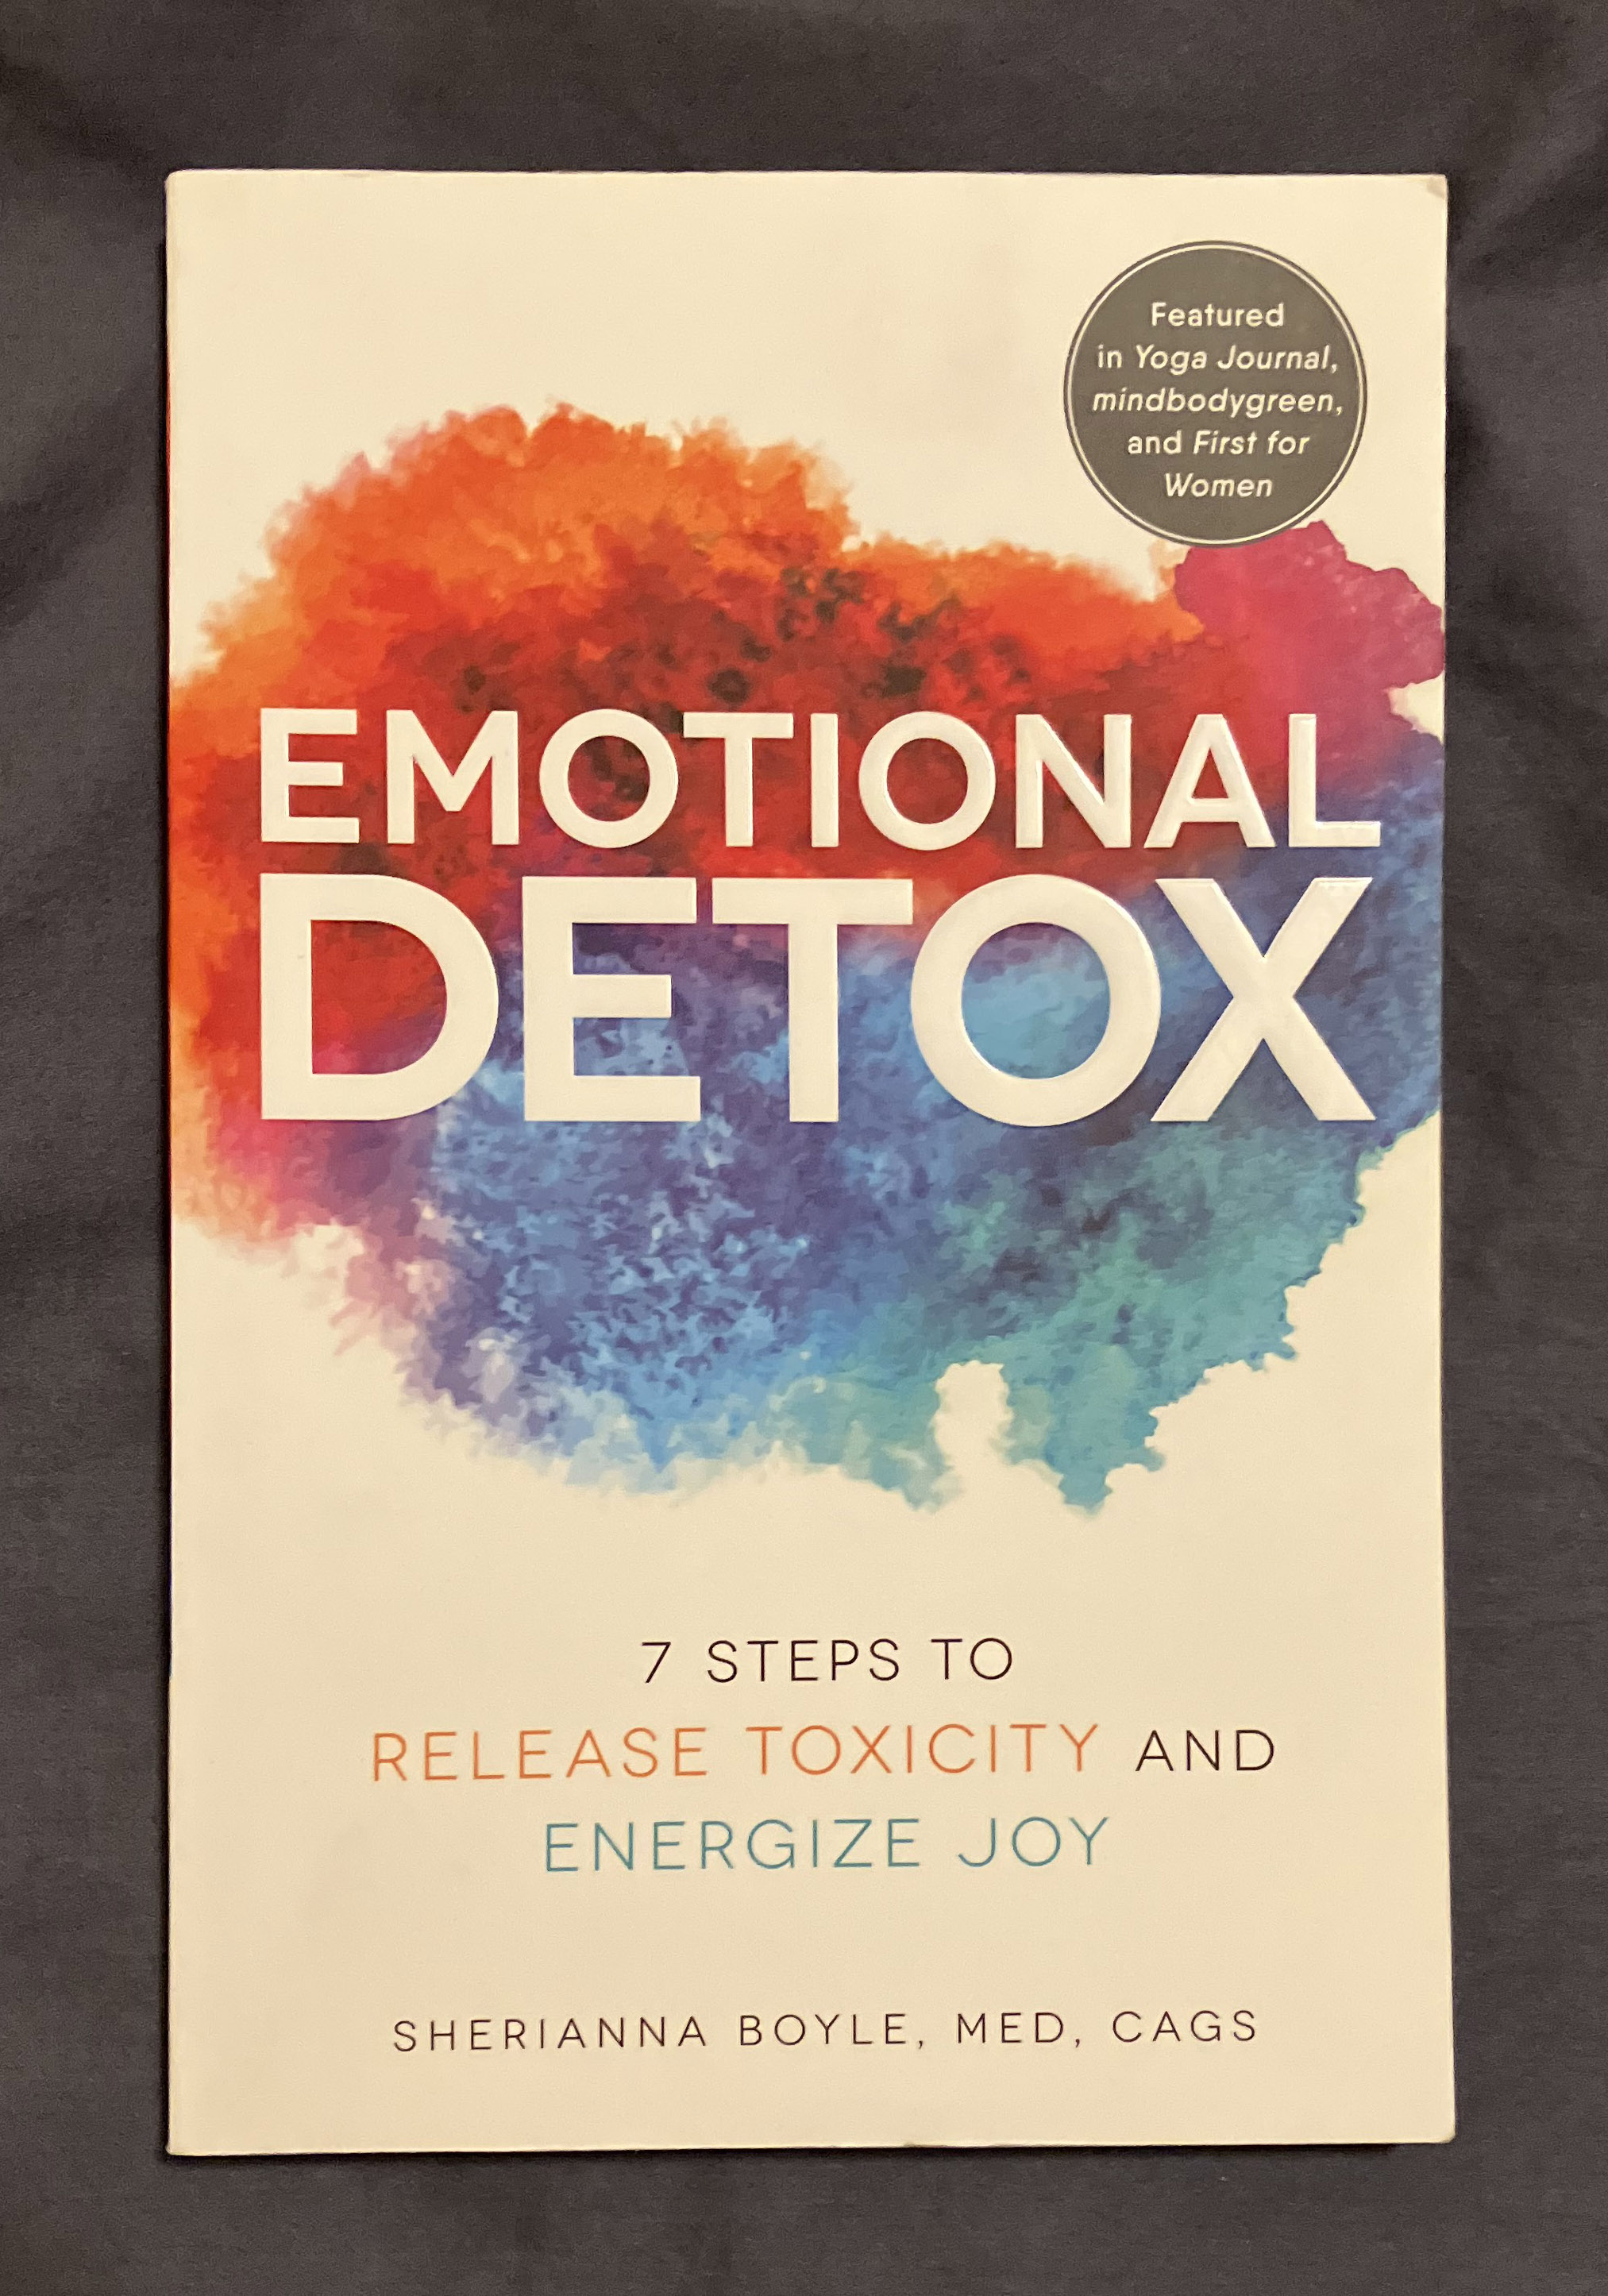 Featured
in Yoga Journal,
mindbodygreen,
and First for
Women
EMOTIONAL
DETOX
7 STEPS TO
RELEASE TOXICITY AND
ENERGIZE JOY
SHERIANNA BOYLE, MED, CAGS